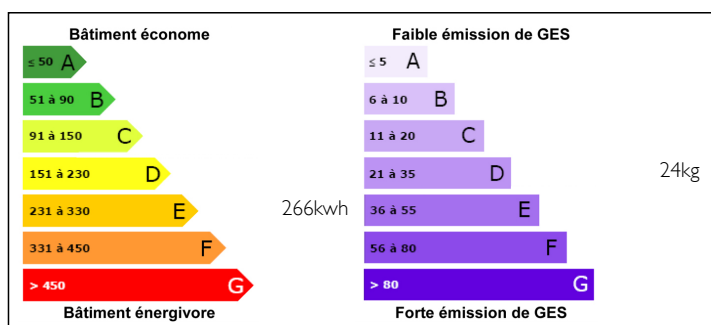 Bâtiment économe
≤ 50 A
51 à 90 B
91 à 150 C
151 à 230 D
231 à 330 E
331 à 450 F
> 450 G
Bâtiment énergivore
266kwh
Faible émission de GES
≤ 5 A
6 à 10 B
11 à 20 C
21 à 35 D
36 à 55 E
56 à 80 F
> 80 G
Forte émission de GES
24kg